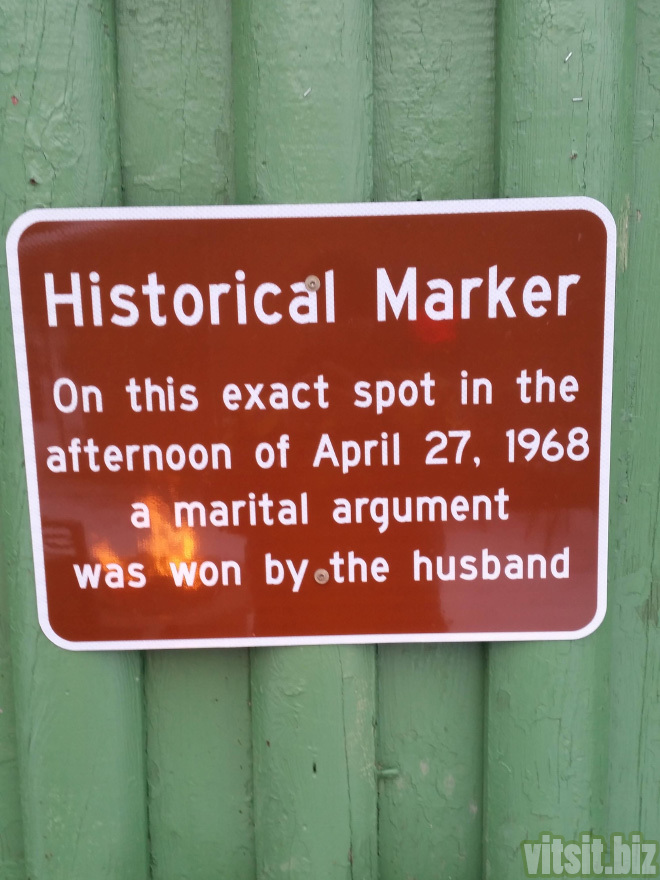 Historical Marker
On this exact spot in the
afternoon of April 27, 1968
a marital argument
was won by the husband
vitsit.biz